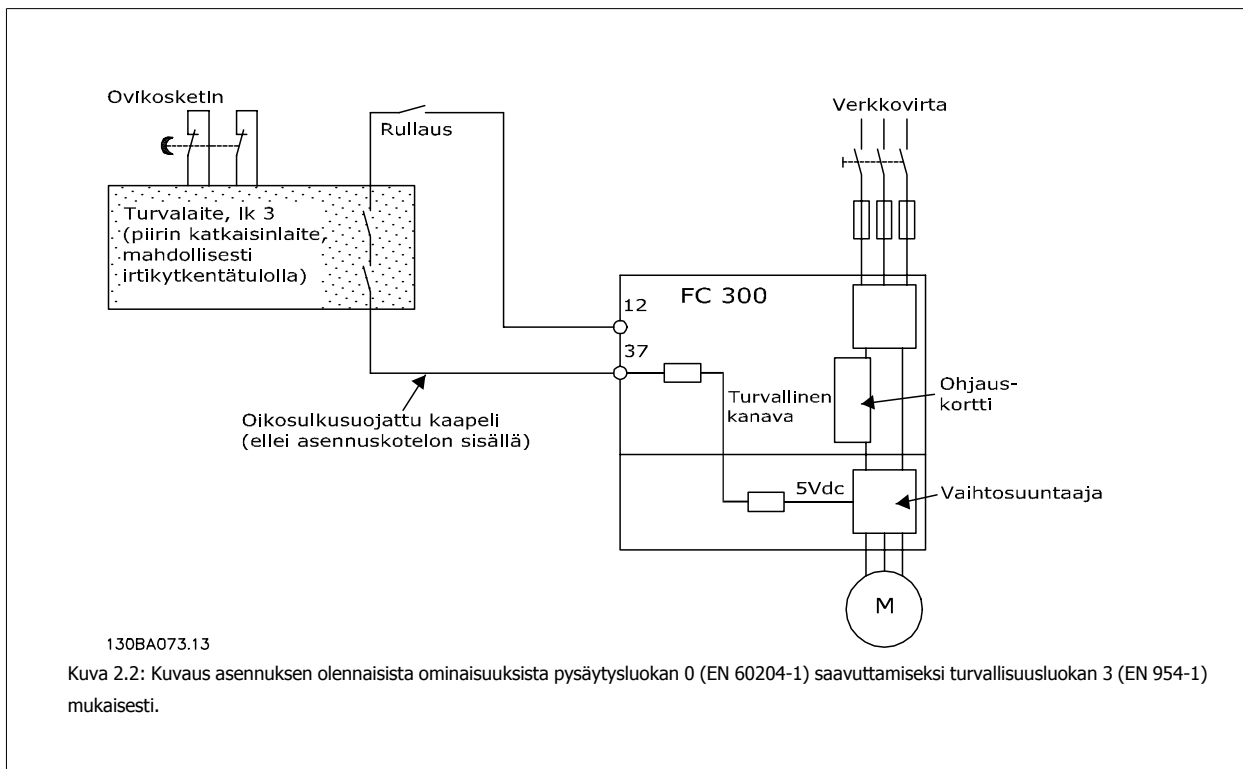 Ovikosketin
Rullaus
Verkkovirta
Turvalaite, lk 3
(piirin katkaisinlaite,
mahdollisesti
irtikytkentätulolla)
12
FC 300
37
Turvallinen
kanava
Ohjaus-
kortti
Oikosulkusuojattu kaapeli
(ellei asennuskotelon sisällä)
5Vdc
Vaihtosuuntaaja
M
130BA073.13
Kuva 2.2: Kuvaus asennuksen olennaisista ominaisuuksista pysäytysluokan 0 (EN 60204-1) saavuttamiseksi turvallisuusluokan 3 (EN 954-1)
mukaisesti.